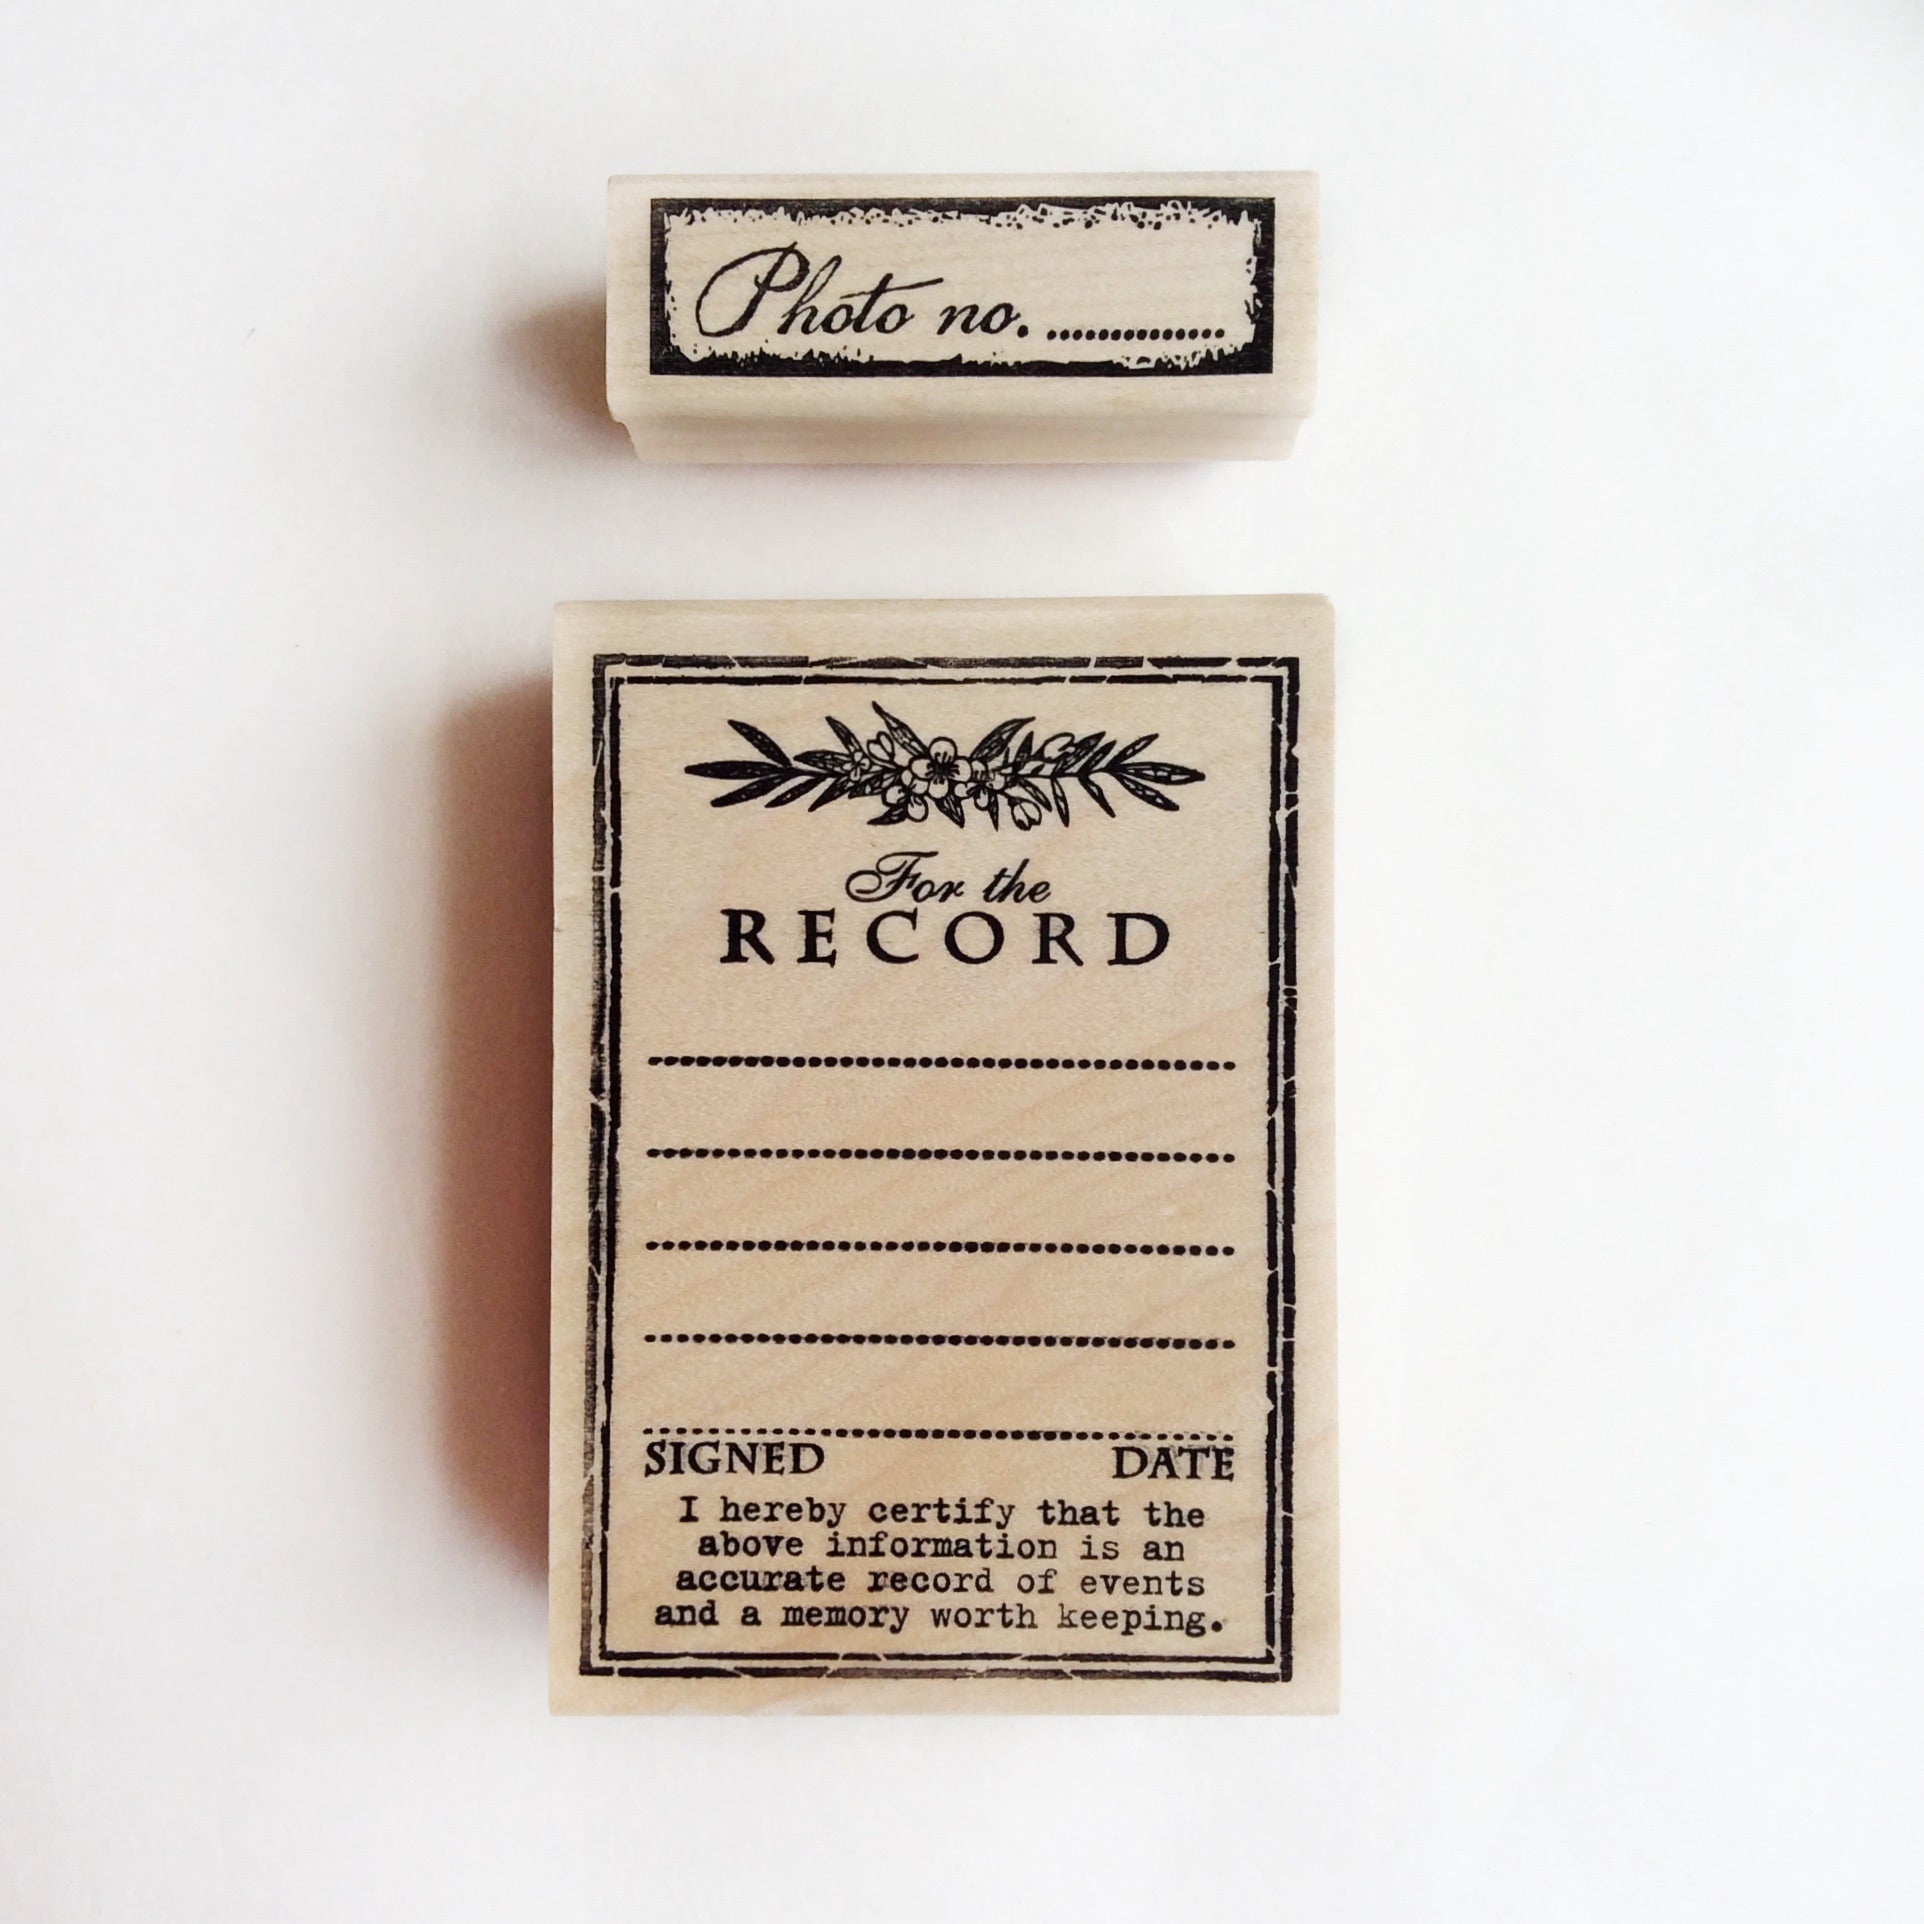 Photo no. ..............
For the
RECORD
SIGNED DATE
I hereby certify that the
above information is an
accurate record of events
and a memory worth keeping.